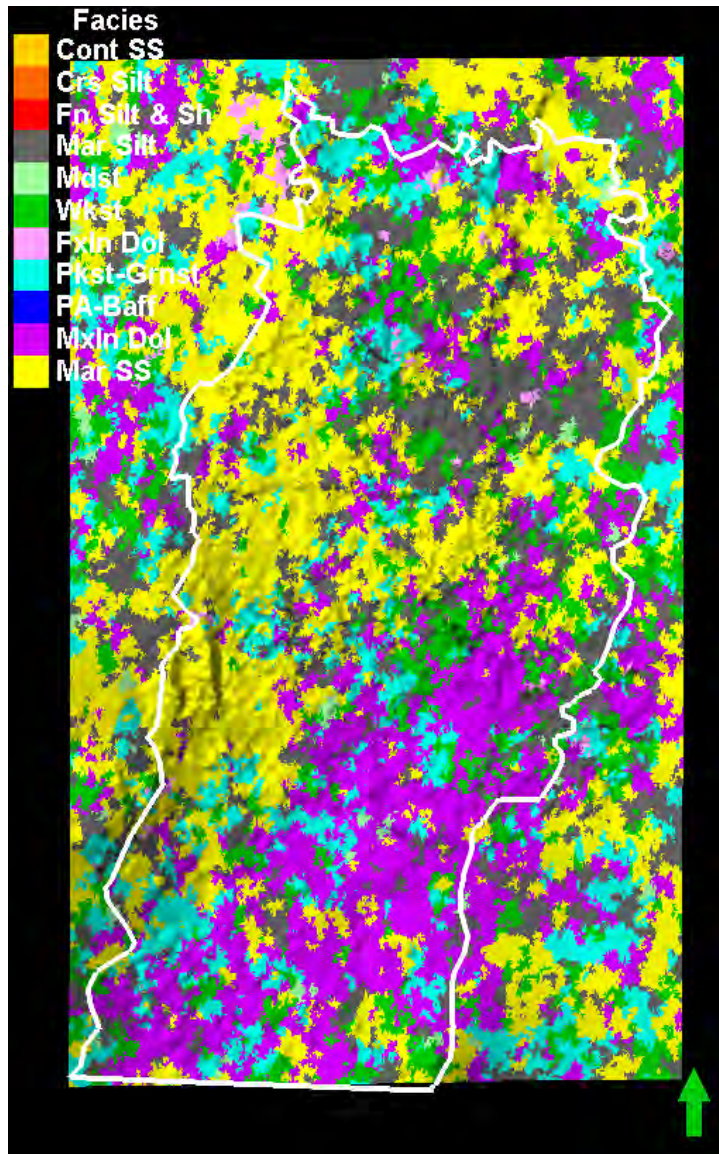 Facies
Cont SS
Crs Silt
Fn Silt & Sh
Mar Silt
Mdst
Wkst
Fxln Dol
Pkst-Grnst
PA-Baff
Mxln Dol
Mar SS